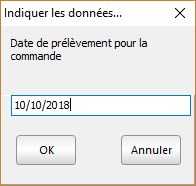 Indiquer les données...
Date de prélèvement pour la
commande
10/10/2018
OK Annuler